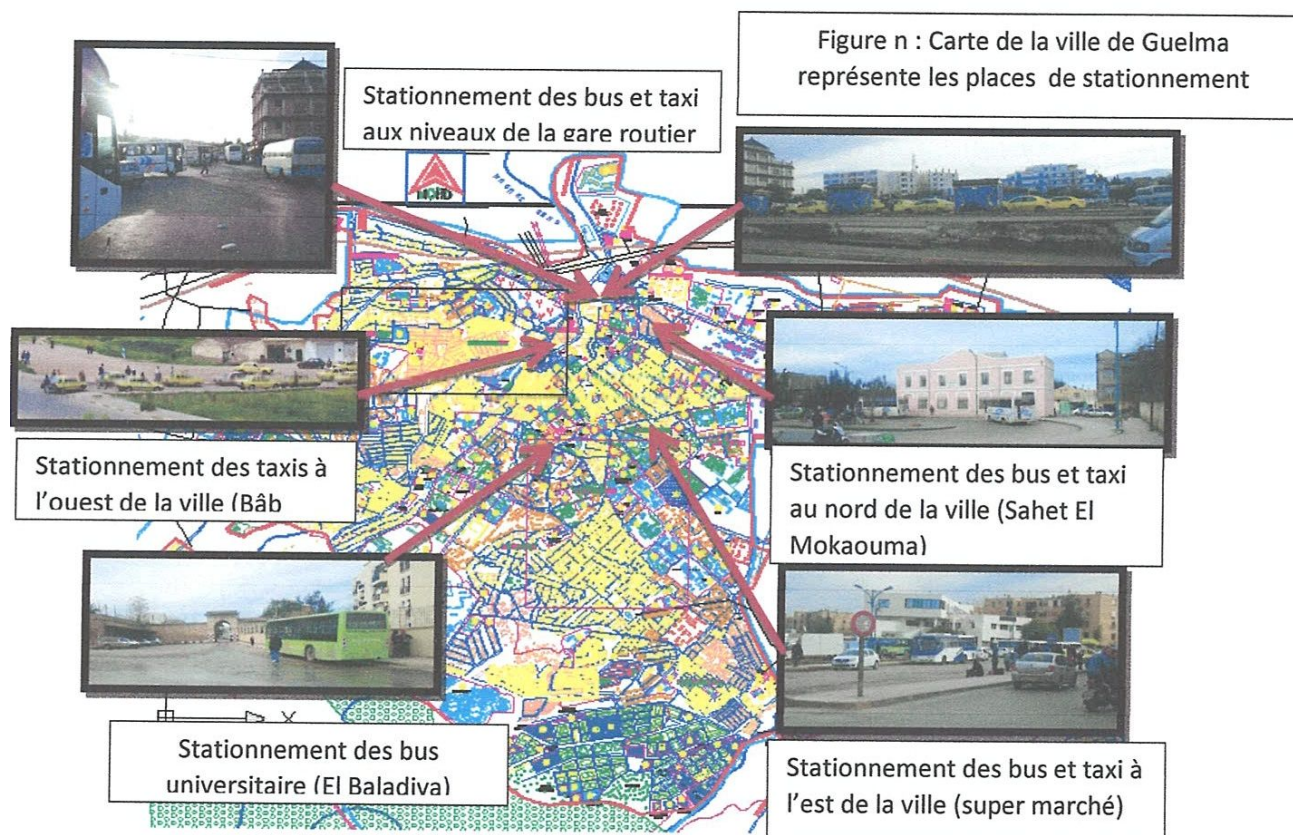 Figure n : Carte de la ville de Guelma
représente les places de stationnement
Stationnement des bus et taxi
aux niveaux de la gare routier
NORD
Stationnement des taxis à
l'ouest de la ville (Bâb
Stationnement des bus et taxi
au nord de la ville (Sahet El
Mokaouma)
Stationnement des bus
universitaire (El Baladiya)
Stationnement des bus et taxi à
l'est de la ville (super marché)
X